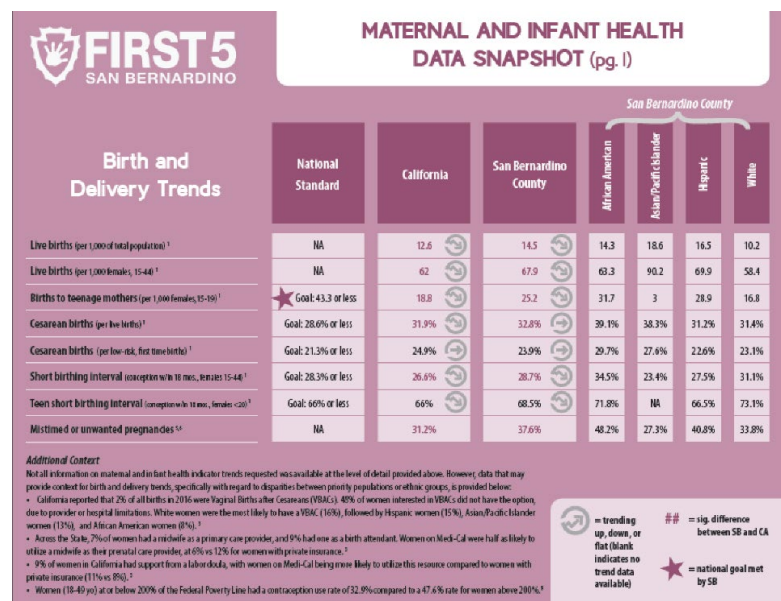 FIRST 5
SAN BERNARDINO
MATERNAL AND INFANT HEALTH
DATA SNAPSHOT (pg. 1)
San Bernardino County
Birth and
Delivery Trends
National
Standard
California
San Bernardino
County
African American
Asian/Pacific Islander
Hispanic
White
Live births (per 1,000 of total population) 1 NA 12.6 14.5 14.3 18.6 16.5 10.2
Live births (per 1,000 females, 15-44) 1 NA 62 67.9 63.3 90.2 69.9 58.4
Births to teenage mothers (per 1,000 females, 15-19) 1 Goal: 43.3 or less 18.8 25.2 31.7 3 28.9 16.8
Cesarean births (per live births) 1 Goal: 28.6% or less 31.9% 32.8% 39.1% 38.3% 31.2% 31.4%
Cesarean births (per low-risk, first time births) 1 Goal: 21.3% or less 24.9% 23.9% 29.7% 27.6% 22.6% 23.1%
Short birthing interval (conception w/in 18 mos., females 15-44) 1 Goal: 28.3% or less 26.6% 28.7% 34.5% 23.4% 27.5% 31.1%
Teen short birthing interval (conception w/in 18 mos., females <20) Goal: 66% or less 66% 68.5% 71.8% NA 66.5% 73.1%
Mistimed or unwanted pregnancies NA 31.2% 37.6% 48.2% 27.3% 40.8% 33.8%
Additional Context
Not all information on maternal and infant health indicator trends requested was available at the level of detail provided above. However, data that may
provide context for birth and delivery trends, specifically with regard to disparities between priority populations or ethnic groups, is provided below:
• California reported that 2% of all births in 2016 were Vaginal Births after Cesareans (VBACs). 48% of women interested in VBACs did not have the option,
due to provider or hospital limitations. White women were the most likely to have a VBAC (16%), followed by Hispanic women (15%), Asian/Pacific Islander
women (13%), and African American women (8%).
• Across the State, 7% of women had a midwife as a primary care provider, and 9% had one as a birth attendant. Women on Medi-Cal were half as likely to
utilize a midwife as their prenatal care provider, at 6% vs 12% for women with private insurance.
• 9% of women in California had support from a labor doula, with women on Medi-Cal being more likely to utilize this resource compared to women with
private insurance (11% vs 8%).
• Women (18-49 yo) at or below 200% of the Federal Poverty Line had a contraception use rate of 32.9% compared to a 47.6% rate for women above 200%.
= trending
up, down, or
flat (blank
indicates no
trend data
available)
## = sig. difference
between SB and CA
= national goal met
by SB